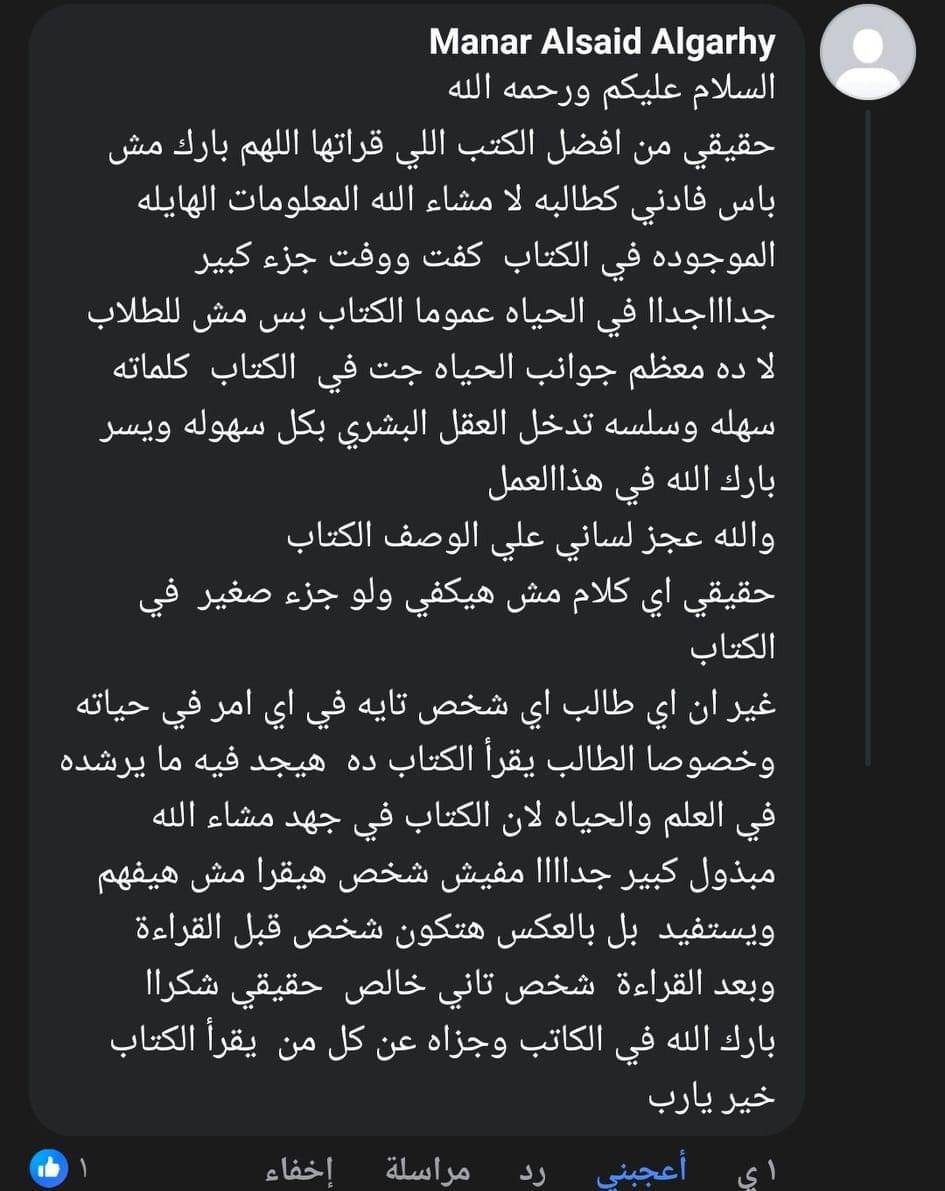 Manar Alsaid Algarhy
السلام عليكم ورحمه الله
حقيقي من افضل الكتب اللي قراتها اللهم بارك مش
باس فادني كطالبه لا مشاء الله المعلومات الهايله
الموجوده في الكتاب كفت ووفت جزء كبير
جدااااجداا في الحياه عموما الكتاب بس مش للطلاب
لا ده معظم جوانب الحياه جت في الكتاب كلماته
سهله وسلسه تدخل العقل البشري بكل سهوله ويسر
بارك الله في هذاالعمل
والله عجز لساني علي الوصف الكتاب
حقيقي اي كلام مش هيكفي ولو جزء صغير في
الكتاب
غير ان اي طالب اي شخص تايه في اي امر في حياته
وخصوصا الطالب يقرأ الكتاب ده هيجد فيه ما يرشده
في العلم والحياه لان الكتاب في جهد مشاء الله
مبذول كبير جداااا مفيش شخص هيقرا مش هيفهم
ويستفيد بل بالعكس هتكون شخص قبل القراءة
وبعد القراءة شخص تاني خالص حقيقي شكراا
بارك الله في الكاتب وجزاه عن كل من يقرأ الكتاب
خير يارب
١ ي أعجبني رد مراسلة إخفاء ١